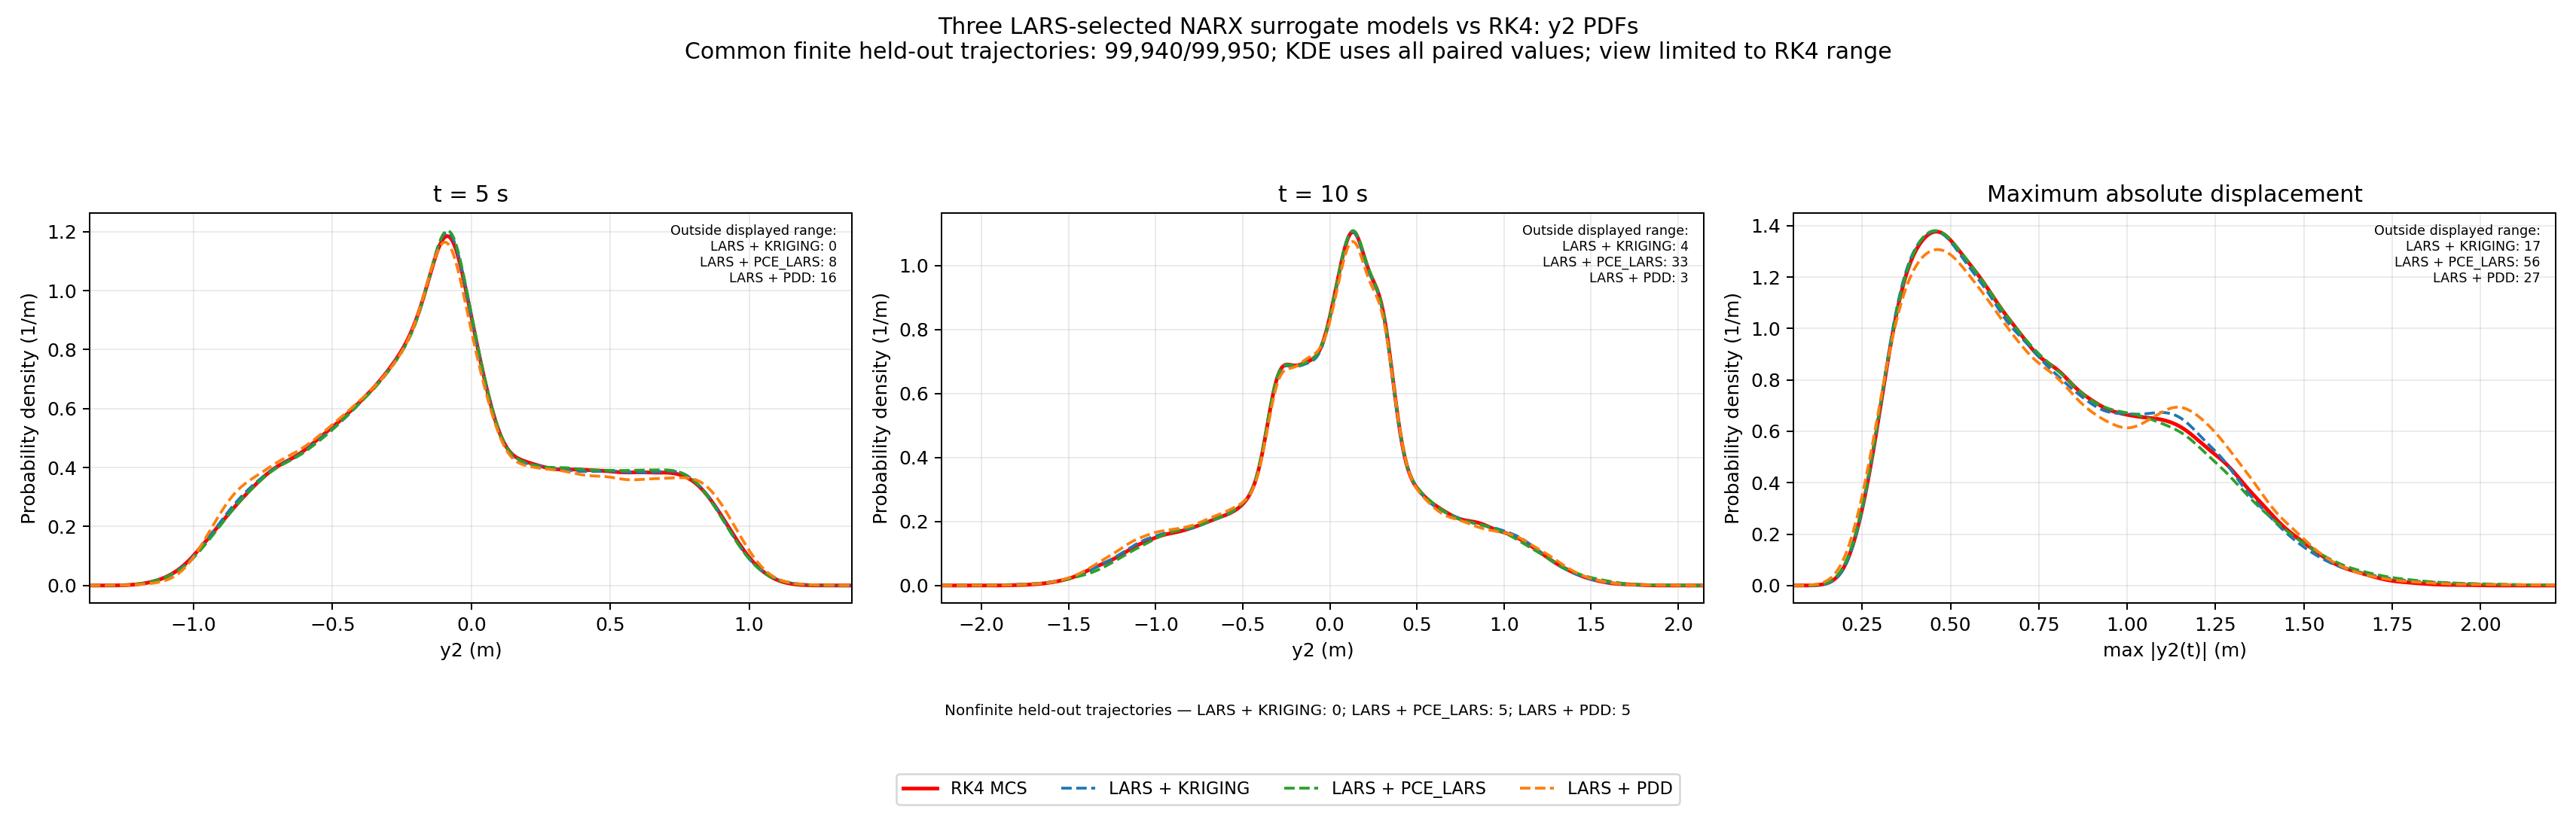 Three LARS-selected NARX surrogate models vs RK4: y2 PDFs
Common finite held-out trajectories: 99,940/99,950; KDE uses all paired values; view limited to RK4 range
t = 5 s
Probability density (1/m)
1.2
1.0
0.8
0.6
0.4
0.2
0.0
Outside displayed range:
LARS + KRIGING: 0
LARS + PCE_LARS: 8
LARS + PDD: 16
−1.0 −0.5 0.0 0.5 1.0
y2 (m)
t = 10 s
Probability density (1/m)
1.0
0.8
0.6
0.4
0.2
0.0
Outside displayed range:
LARS + KRIGING: 4
LARS + PCE_LARS: 33
LARS + PDD: 3
−2.0 −1.5 −1.0 −0.5 0.0 0.5 1.0 1.5 2.0
y2 (m)
Maximum absolute displacement
Probability density (1/m)
1.4
1.2
1.0
0.8
0.6
0.4
0.2
0.0
Outside displayed range:
LARS + KRIGING: 17
LARS + PCE_LARS: 56
LARS + PDD: 27
0.25 0.50 0.75 1.00 1.25 1.50 1.75 2.00
max |y2(t)| (m)
Nonfinite held-out trajectories — LARS + KRIGING: 0; LARS + PCE_LARS: 5; LARS + PDD: 5
RK4 MCS LARS + KRIGING LARS + PCE_LARS LARS + PDD